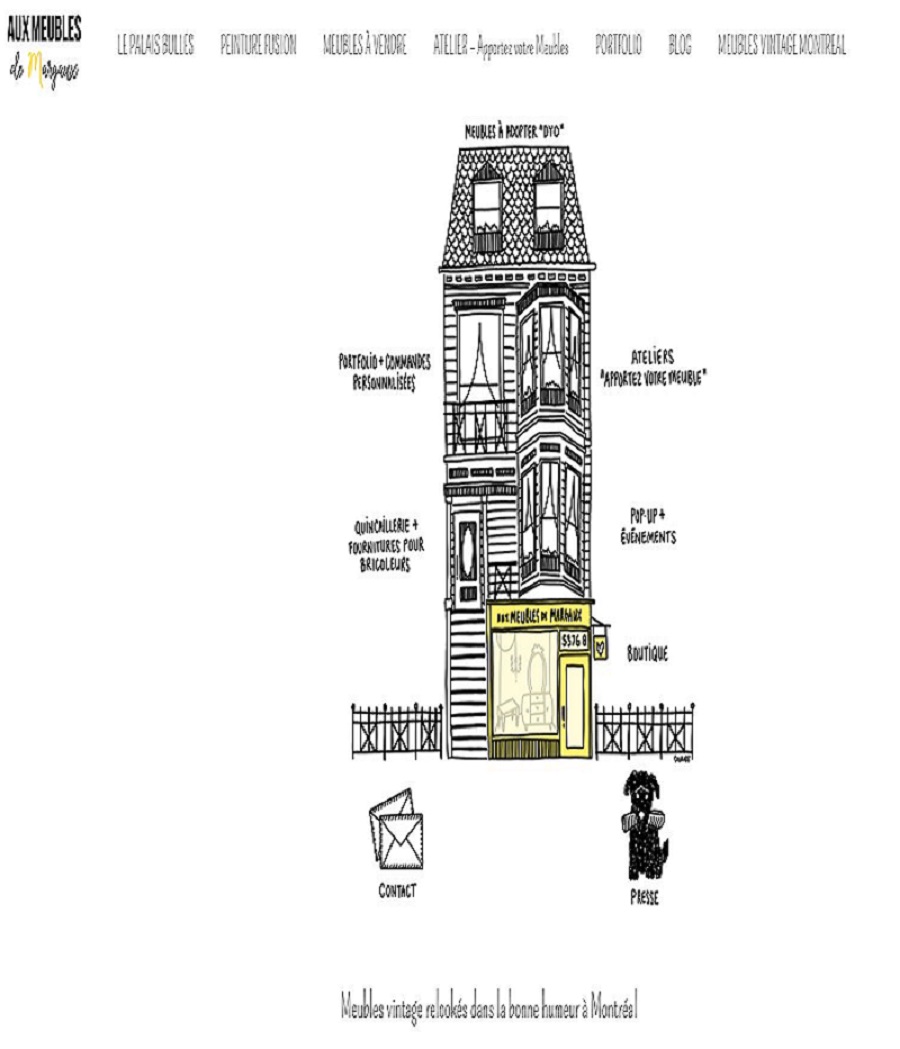 AUX MEUBLES
de Margaux
LE PALAIS BULLES PEINTURE FUSION MEUBLES À VENDRE ATELIER – Apportez votre Meubles PORTFOLIO BLOG MEUBLES VINTAGE MONTREAL
MEUBLES À ADOPTER "DYO"
PORTFOLIO + COMMANDES
PERSONNALISÉES
ATELIERS
"APPORTEZ VOTRE MEUBLE"
QUINCAILLERIE +
FOURNITURES POUR
BRICOLEURS
POP-UP +
ÉVÉNEMENTS
AUX MEUBLES DE MARGAUX
BOUTIQUE
CONTACT
PRESSE
Meubles vintage relookés dans la bonne humeur à Montréal